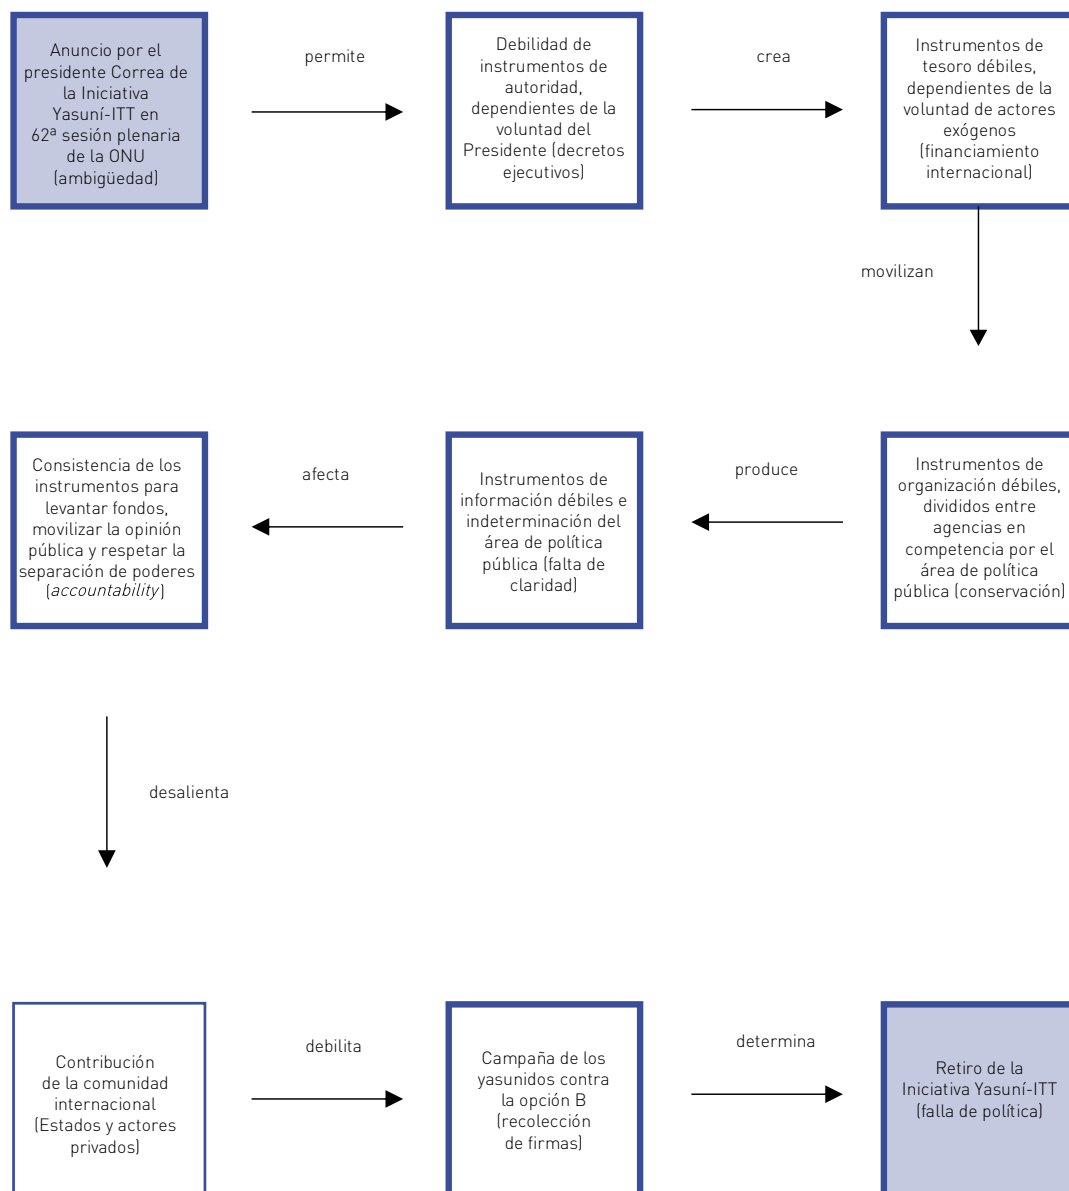 Anuncio por el
presidente Correa de
la Iniciativa
Yasuní-ITT en
62ª sesión plenaria
de la ONU
(ambigüedad)
permite
Debilidad de
instrumentos de
autoridad,
dependientes de la
voluntad del
Presidente (decretos
ejecutivos)
crea
Instrumentos de
tesoro débiles,
dependientes de la
voluntad de actores
exógenos
(financiamiento
internacional)
movilizan
Instrumentos de
organización débiles,
divididos entre
agencias en
competencia por el
área de política
pública (conservación)
produce
Instrumentos de
información débiles e
indeterminación del
área de política
pública (falta de
claridad)
afecta
Consistencia de los
instrumentos para
levantar fondos,
movilizar la opinión
pública y respetar la
separación de poderes
(accountability)
desalienta
Contribución
de la comunidad
internacional
(Estados y actores
privados)
debilita
Campaña de los
yasunidos contra
la opción B
(recolección
de firmas)
determina
Retiro de la
Iniciativa Yasuní-ITT
(falla de política)